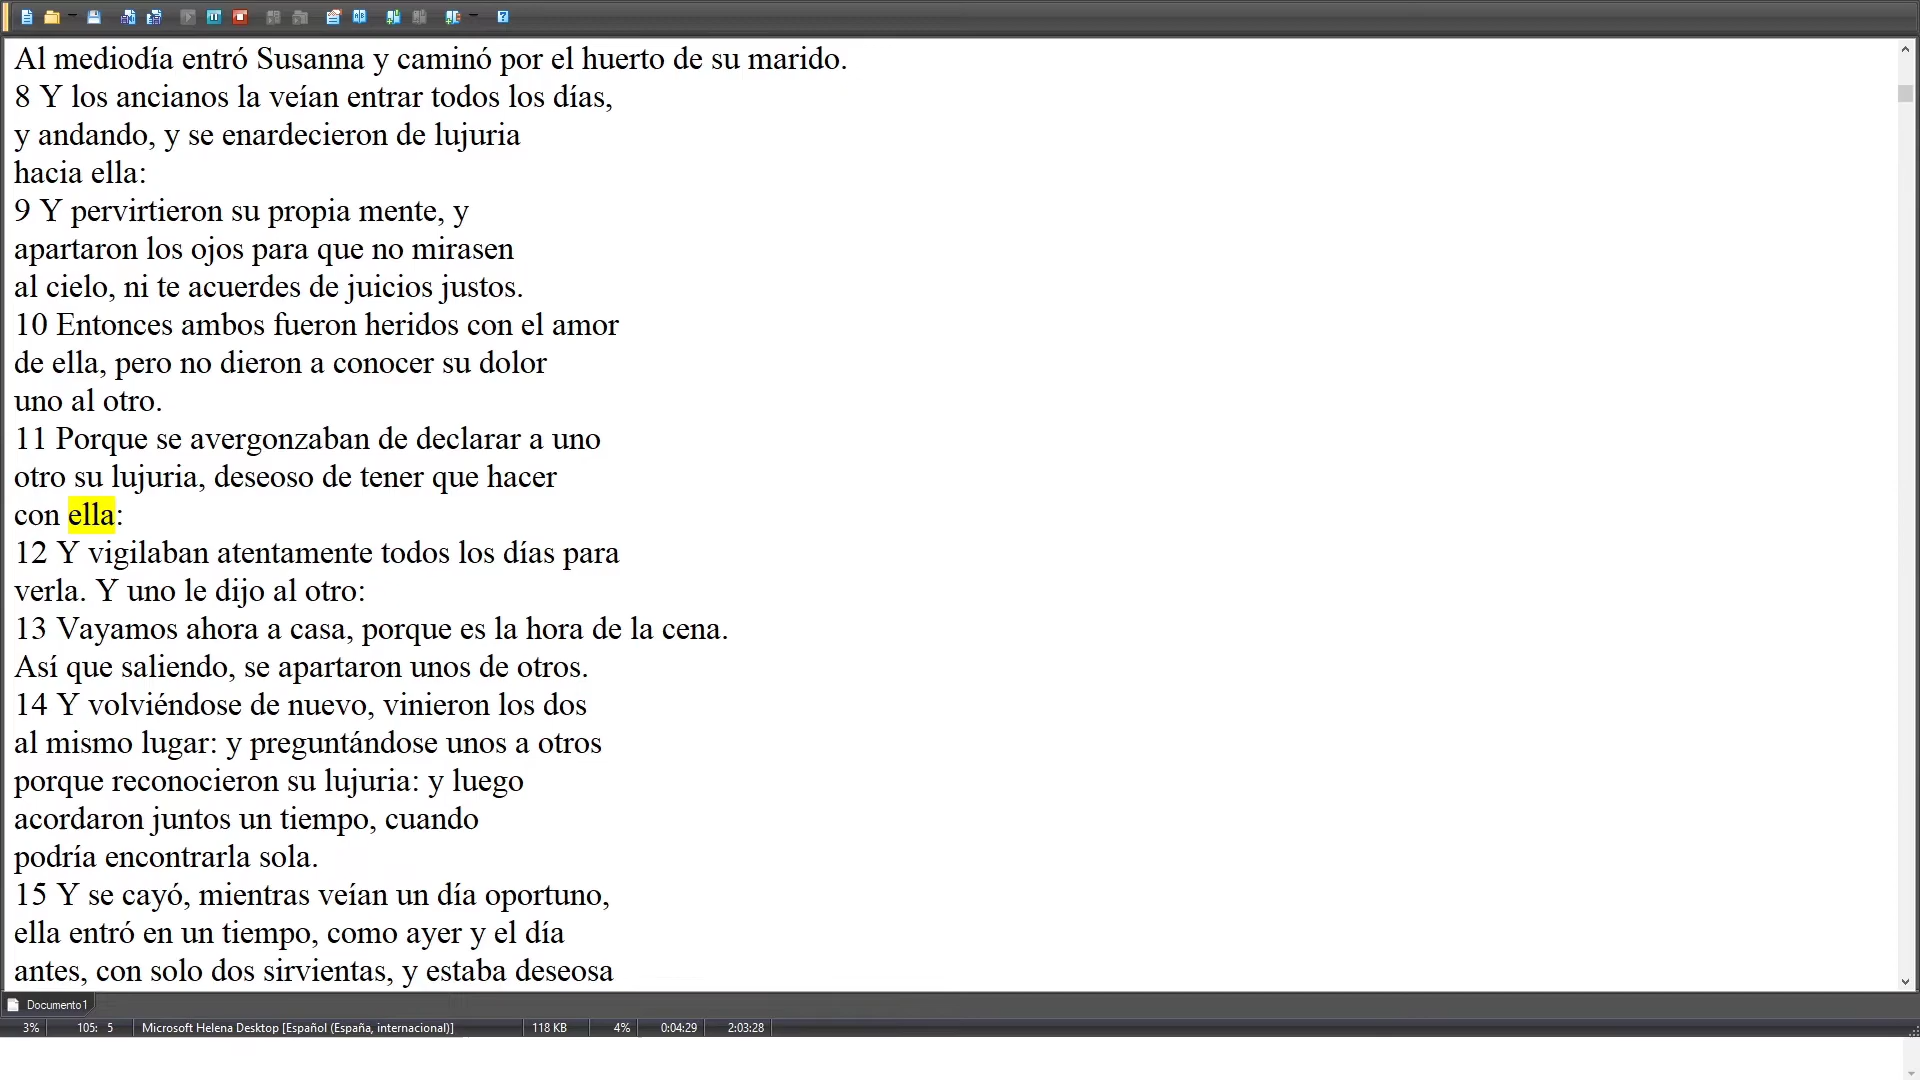 Al mediodía entró Susanna y caminó por el huerto de su marido.
8 Y los ancianos la veían entrar todos los días,
y andando, y se enardecieron de lujuria
hacia ella:
9 Y pervirtieron su propia mente, y
apartaron los ojos para que no mirasen
al cielo, ni te acuerdes de juicios justos.
10 Entonces ambos fueron heridos con el amor
de ella, pero no dieron a conocer su dolor
uno al otro.
11 Porque se avergonzaban de declarar a uno
otro su lujuria, deseoso de tener que hacer
con ella:
12 Y vigilaban atentamente todos los días para
verla. Y uno le dijo al otro:
13 Vayamos ahora a casa, porque es la hora de la cena.
Así que saliendo, se apartaron unos de otros.
14 Y volviéndose de nuevo, vinieron los dos
al mismo lugar: y preguntándose unos a otros
porque reconocieron su lujuria: y luego
acordaron juntos un tiempo, cuando
podría encontrarla sola.
15 Y se cayó, mientras veían un día oportuno,
ella entró en un tiempo, como ayer y el día
antes, con solo dos sirvientas, y estaba deseosa
Documento1
3% 105: 5 Microsoft Helena Desktop [Español (España, internacional)] 118 KB 4% 0:04:29 2:03:28